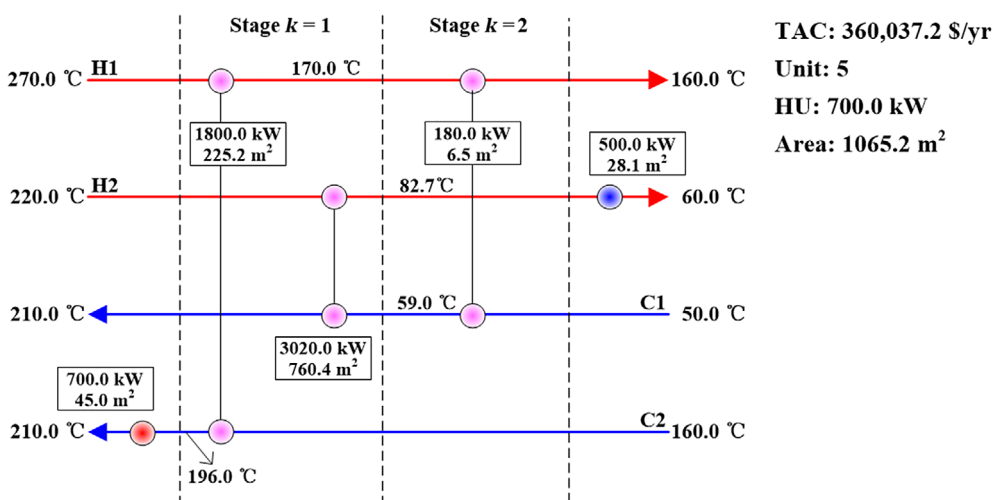 Stage k = 1
Stage k = 2
TAC: 360,037.2 $/yr
Unit: 5
HU: 700.0 kW
Area: 1065.2 m²
270.0 ℃
H1
170.0 ℃
160.0 ℃
1800.0 kW
225.2 m²
180.0 kW
6.5 m²
500.0 kW
28.1 m²
220.0 ℃
H2
82.7℃
60.0 ℃
210.0 ℃
59.0 ℃
C1
50.0 ℃
3020.0 kW
760.4 m²
700.0 kW
45.0 m²
210.0 ℃
C2
160.0 ℃
196.0 ℃